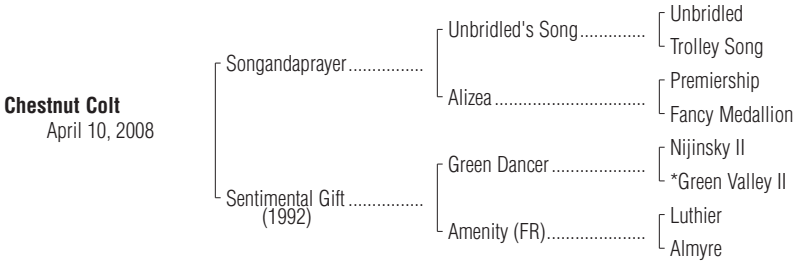 Unbridled
Unbridled's Song..............
Trolley Song
Songandaprayer................
Premiership
Alizea................................
Chestnut Colt
Fancy Medallion
April 10, 2008
Nijinsky II
Green Dancer ....................
*Green Valley II
Sentimental Gift................
(1992)
Luthier
Amenity (FR).....................
Almyre